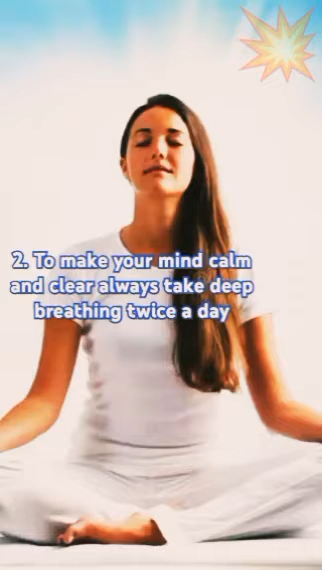 2. To make your mind calm
and clear always take deep
breathing twice a day